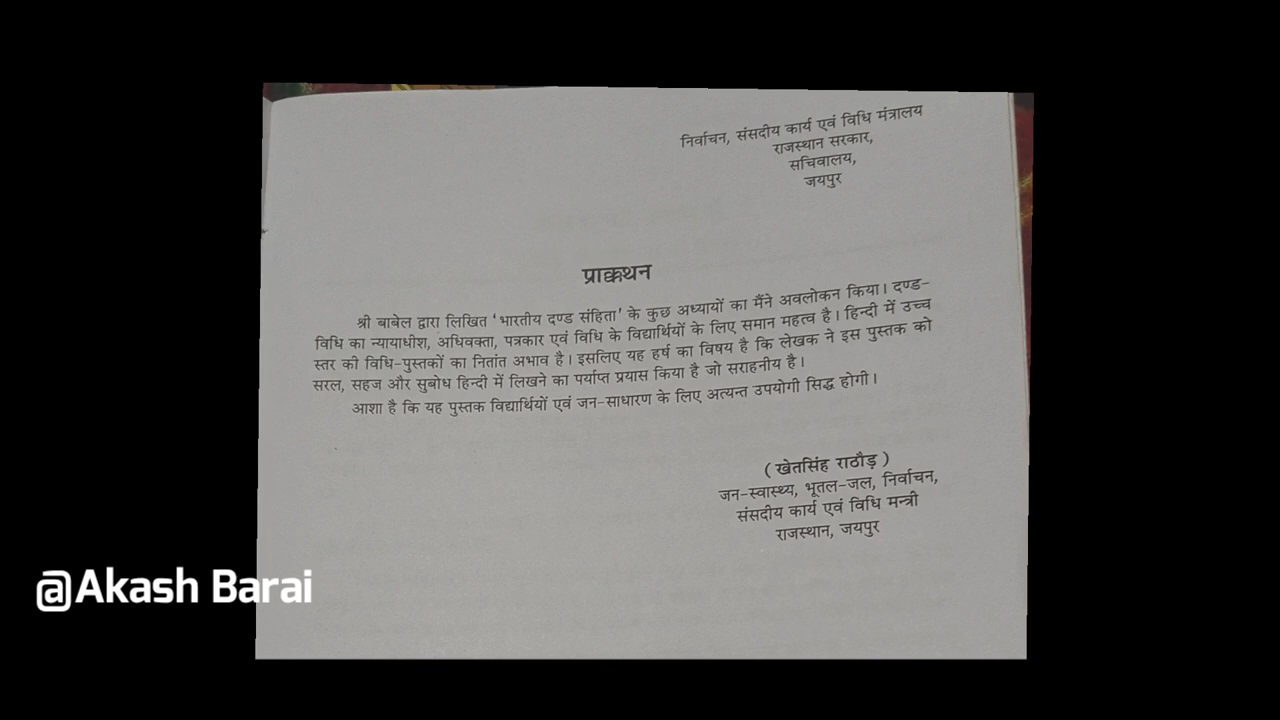 निर्वाचन, संसदीय कार्य एवं विधि मंत्रालय
राजस्थान सरकार,
सचिवालय,
जयपुर
प्राक्कथन
श्री बाबेल द्वारा लिखित ‘भारतीय दण्ड संहिता’ के कुछ अध्यायों का मैंने अवलोकन किया। दण्ड-
विधि का न्यायाधीश, अधिवक्ता, पत्रकार एवं विधि के विद्यार्थियों के लिए समान महत्व है। हिन्दी में उच्च
स्तर की विधि-पुस्तकों का नितांत अभाव है। इसलिए यह हर्ष का विषय है कि लेखक ने इस पुस्तक को
सरल, सहज और सुबोध हिन्दी में लिखने का पर्याप्त प्रयास किया है जो सराहनीय है।
आशा है कि यह पुस्तक विद्यार्थियों एवं जन-साधारण के लिए अत्यन्त उपयोगी सिद्ध होगी।
( खेतसिंह राठौड़ )
जन-स्वास्थ्य, भूतल-जल, निर्वाचन,
संसदीय कार्य एवं विधि मन्त्री
राजस्थान, जयपुर
@Akash Barai